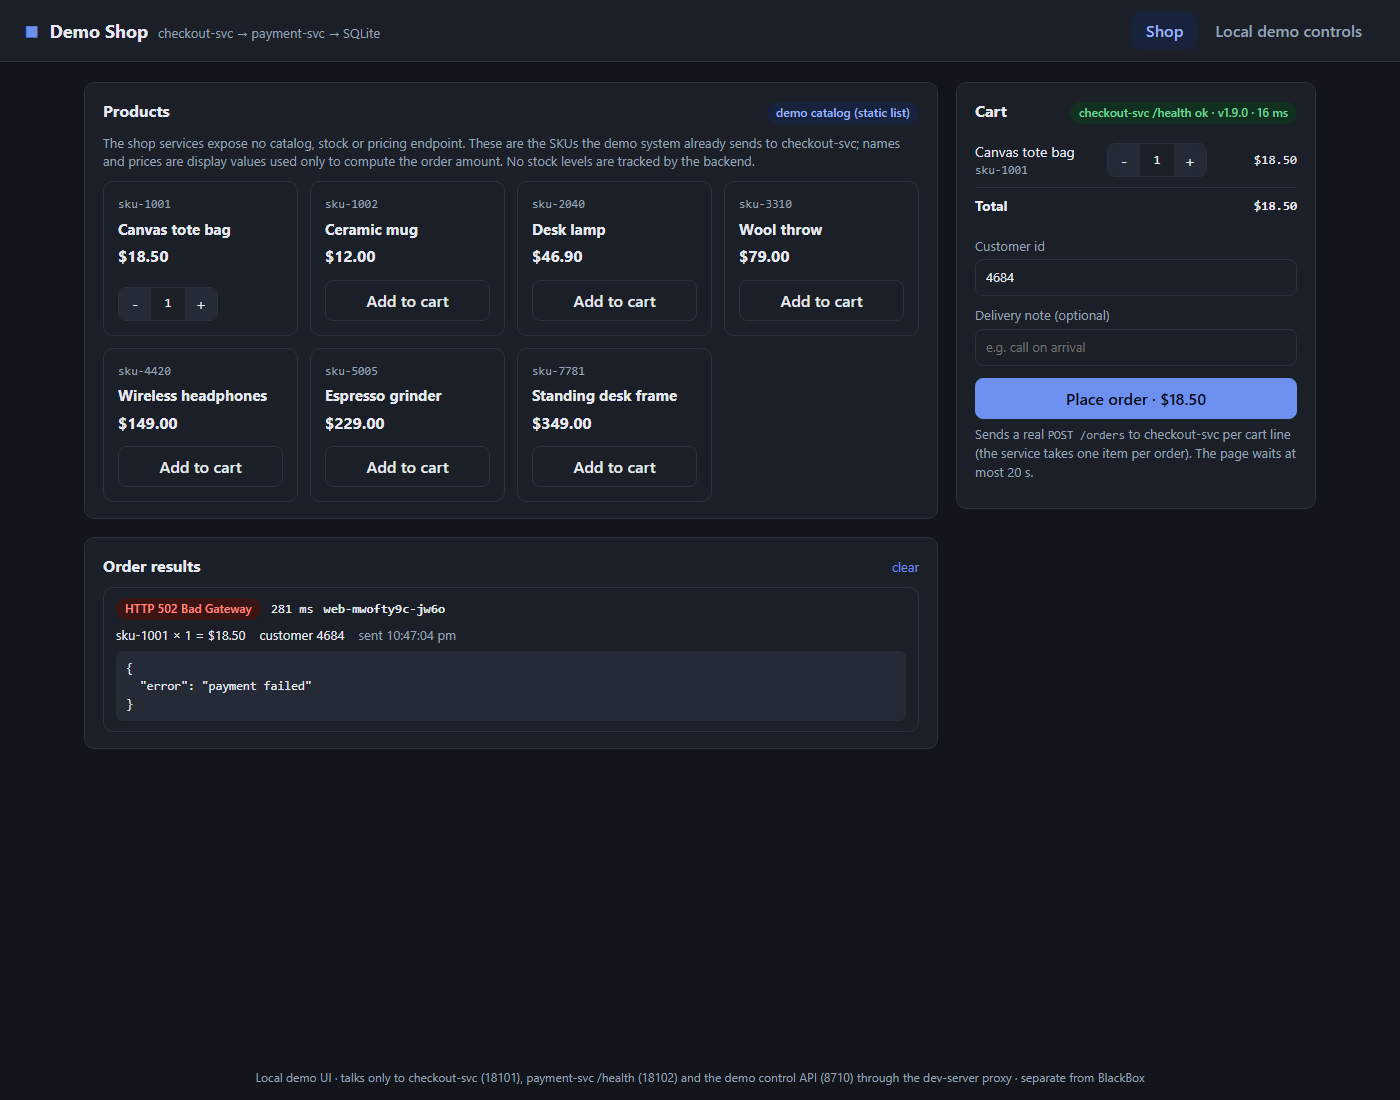 Demo Shop checkout-svc → payment-svc → SQLite
Shop Local demo controls
Products demo catalog (static list)
The shop services expose no catalog, stock or pricing endpoint. These are the SKUs the demo system already sends to checkout-svc; names
and prices are display values used only to compute the order amount. No stock levels are tracked by the backend.
sku-1001
Canvas tote bag
$18.50
- 1 +
sku-1002
Ceramic mug
$12.00
Add to cart
sku-2040
Desk lamp
$46.90
Add to cart
sku-3310
Wool throw
$79.00
Add to cart
sku-4420
Wireless headphones
$149.00
Add to cart
sku-5005
Espresso grinder
$229.00
Add to cart
sku-7781
Standing desk frame
$349.00
Add to cart
Cart checkout-svc /health ok · v1.9.0 · 16 ms
Canvas tote bag
sku-1001
- 1 + $18.50
Total $18.50
Customer id
4684
Delivery note (optional)
e.g. call on arrival
Place order · $18.50
Sends a real POST /orders to checkout-svc per cart line
(the service takes one item per order). The page waits at
most 20 s.
Order results clear
HTTP 502 Bad Gateway 281 ms web-mwofty9c-jw6o
sku-1001 × 1 = $18.50 customer 4684 sent 10:47:04 pm
{
"error": "payment failed"
}
Local demo UI · talks only to checkout-svc (18101), payment-svc /health (18102) and the demo control API (8710) through the dev-server proxy · separate from BlackBox